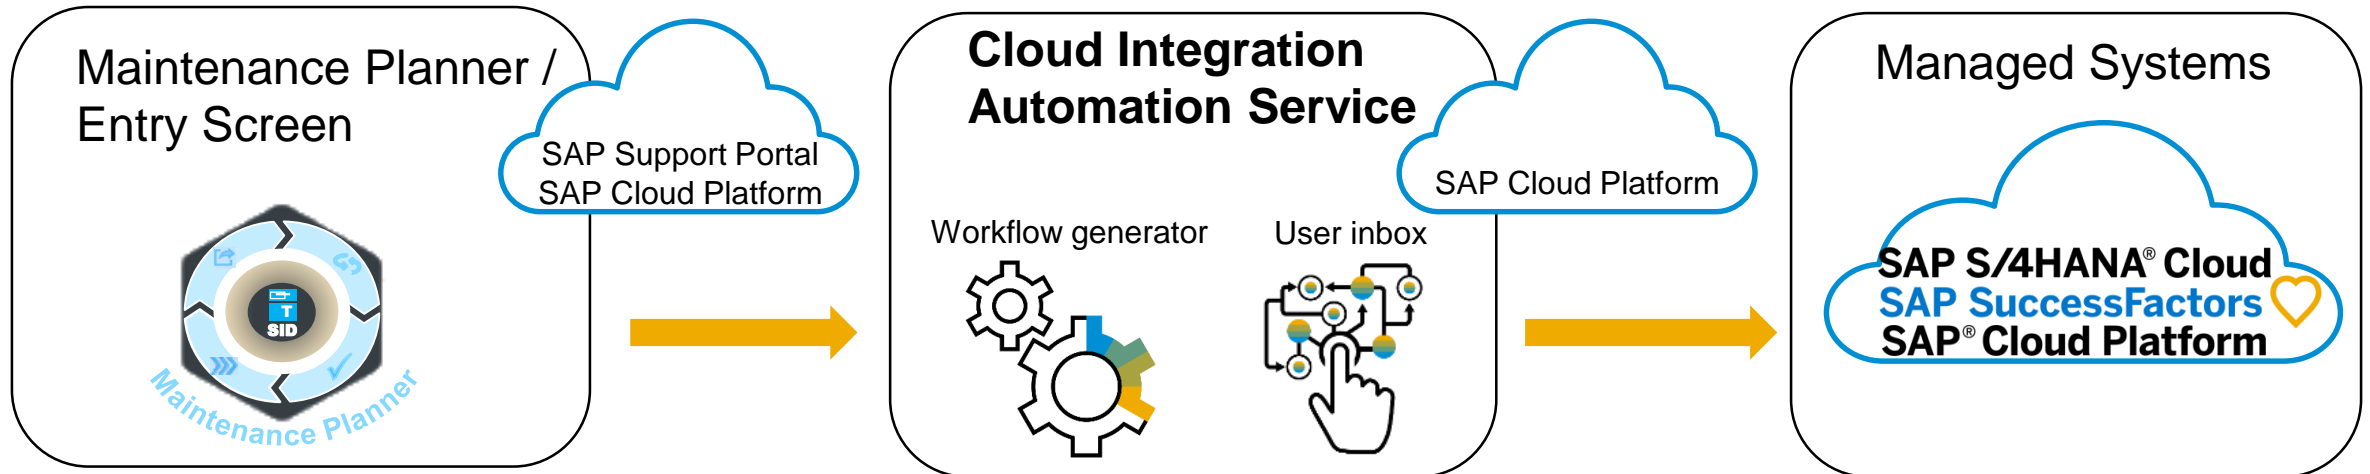 Maintenance Planner /
Entry Screen
SAP Support Portal
SAP Cloud Platform
T
SID
Maintenance Planner
Cloud Integration
Automation Service
SAP Cloud Platform
Workflow generator
User inbox
Managed Systems
SAP S/4HANA® Cloud
SAP SuccessFactors
SAP® Cloud Platform